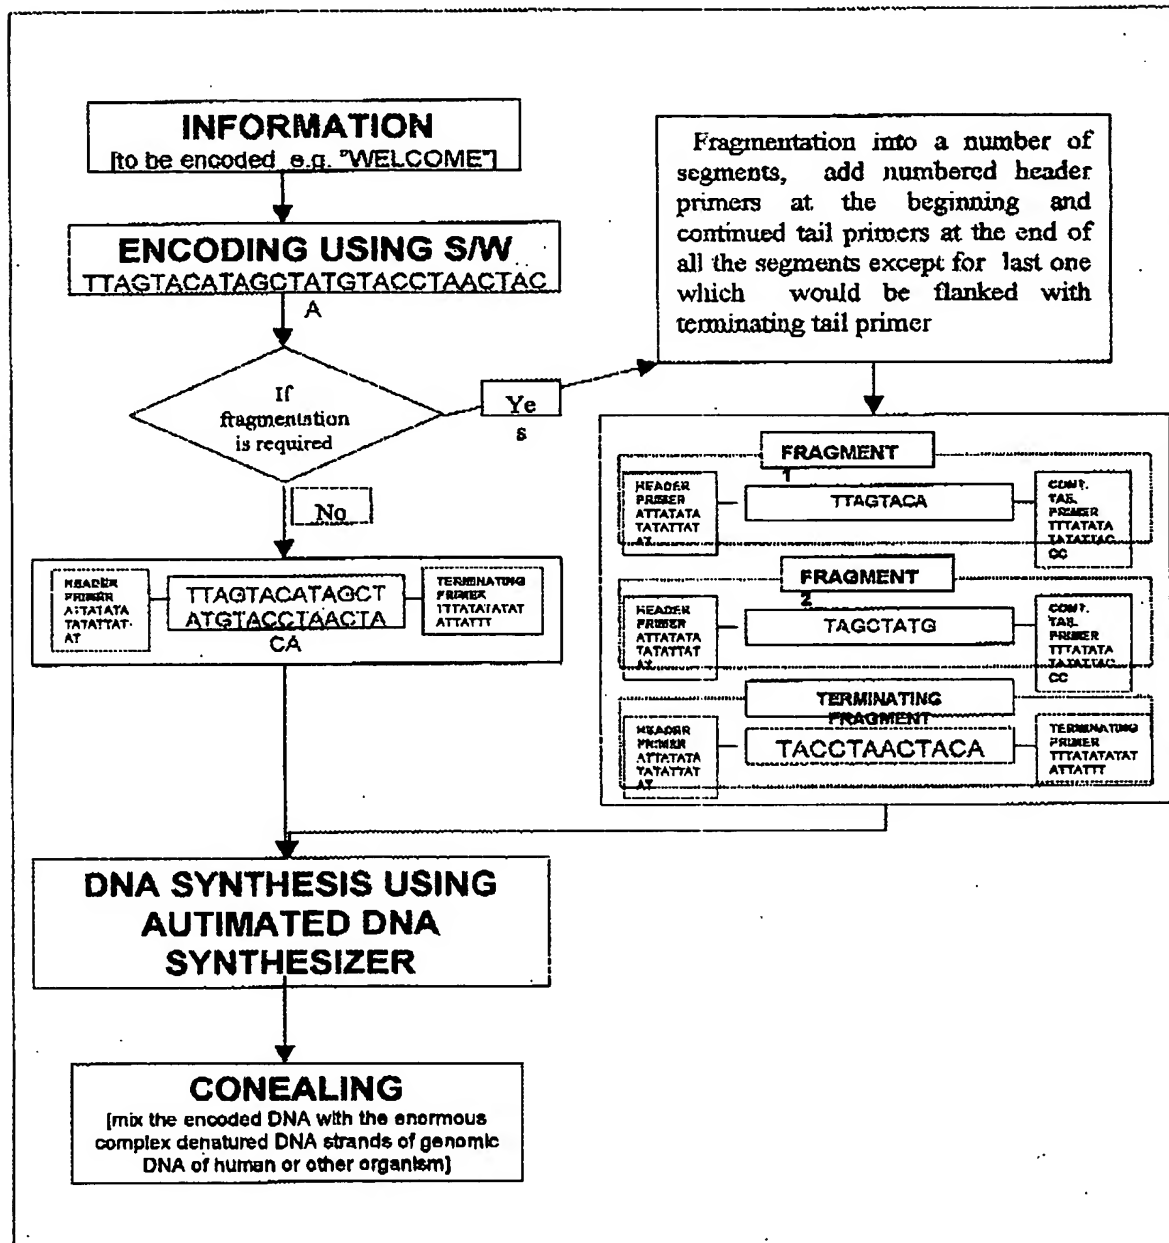 INFORMATION
[to be encoded e.g. "WELCOME"]
ENCODING USING S/W
TTAGTACATAGCTATGTACCTAACTAC
A
If
fragmentation
is required
Ye
s
No
HEADER
PRIMER
ATTATATA
TATATTAT
AT
TTAGTACATAGCT
ATGTACCTAACTA
CA
TERMINATING
PRIMER
TTTATATATAT
ATTATTT
Fragmentation into a number of
segments, add numbered header
primers at the beginning and
continued tail primers at the end of
all the segments except for last one
which would be flanked with
terminating tail primer
FRAGMENT
1
HEADER
PRIMER
ATTATATA
TATATTAT
AT
TTAGTACA
CONT.
TAIL
PRIMER
TTTATATA
TATATTAC
CC
FRAGMENT
2
HEADER
PRIMER
ATTATATA
TATATTAT
AT
TAGCTATG
CONT.
TAIL
PRIMER
TTTATATA
TATATTAC
CC
TERMINATING
FRAGMENT
HEADER
PRIMER
ATTATATA
TATATTAT
AT
TACCTAACTACA
TERMINATING
PRIMER
TTTATATATAT
ATTATTT
DNA SYNTHESIS USING
AUTIMATED DNA
SYNTHESIZER
CONEALING
[mix the encoded DNA with the enormous
complex denatured DNA strands of genomic
DNA of human or other organism]